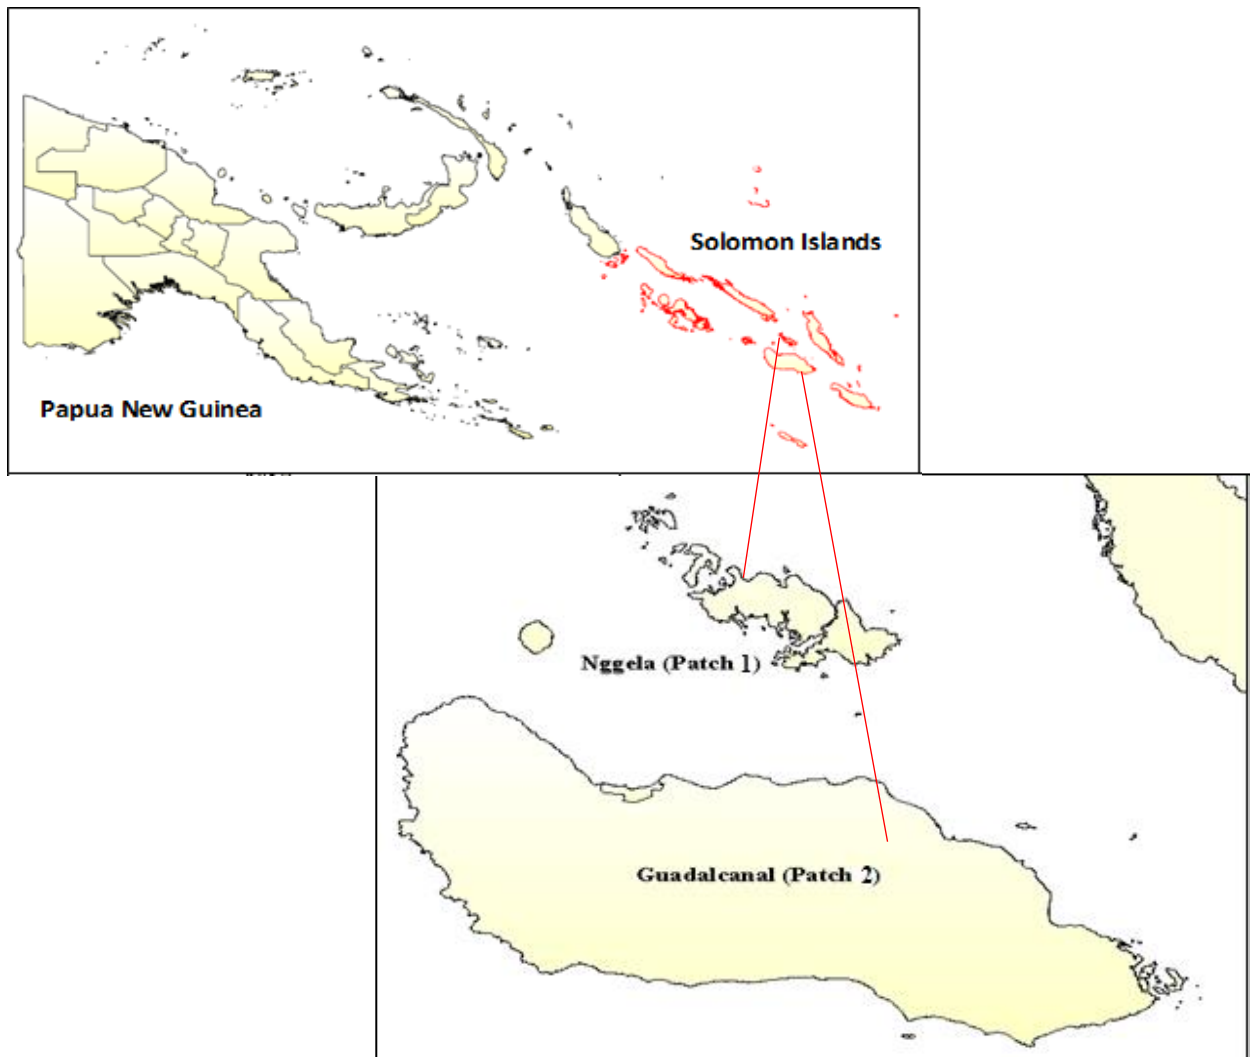 Solomon Islands
Papua New Guinea
Nggela (Patch 1)
Guadalcanal (Patch 2)